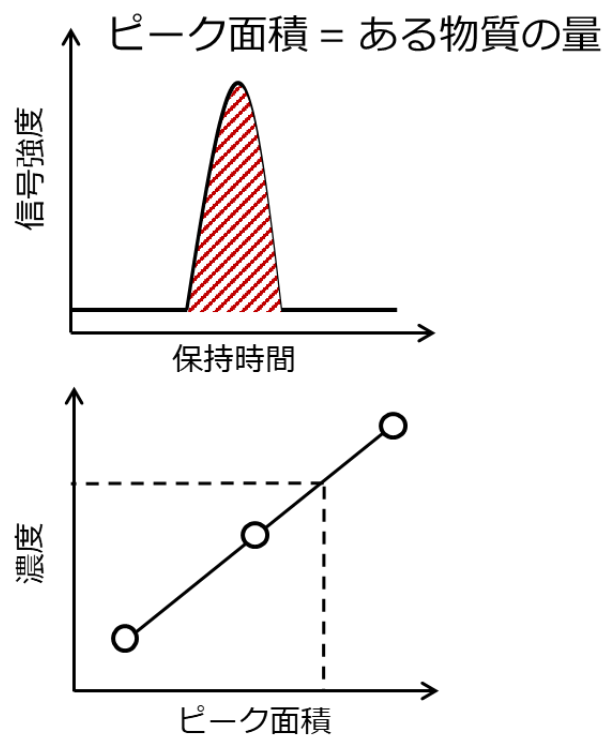 ピーク面積 = ある物質の量
信号強度
保持時間
濃度
ピーク面積